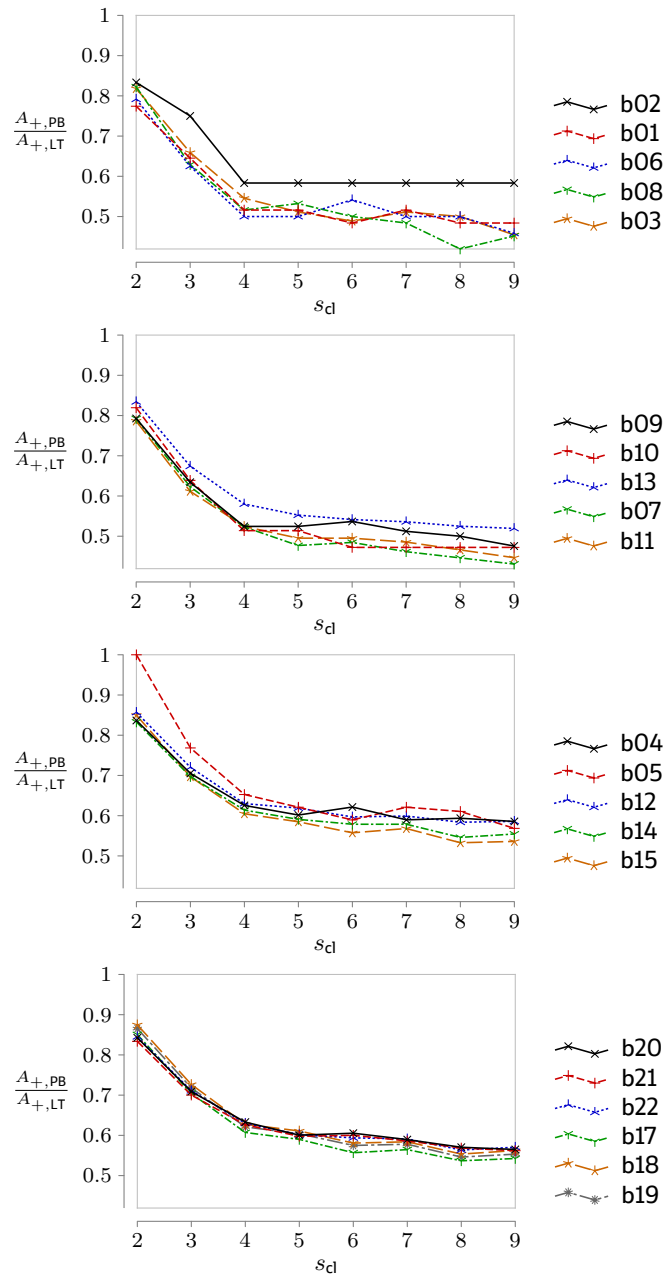 1
0.9
0.8
0.7
0.6
0.5
A+,PB
A+,LT
2 3 4 5 6 7 8 9
scl
b02
b01
b06
b08
b03
1
0.9
0.8
0.7
0.6
0.5
A+,PB
A+,LT
2 3 4 5 6 7 8 9
scl
b09
b10
b13
b07
b11
1
0.9
0.8
0.7
0.6
0.5
A+,PB
A+,LT
2 3 4 5 6 7 8 9
scl
b04
b05
b12
b14
b15
1
0.9
0.8
0.7
0.6
0.5
A+,PB
A+,LT
2 3 4 5 6 7 8 9
scl
b20
b21
b22
b17
b18
b19